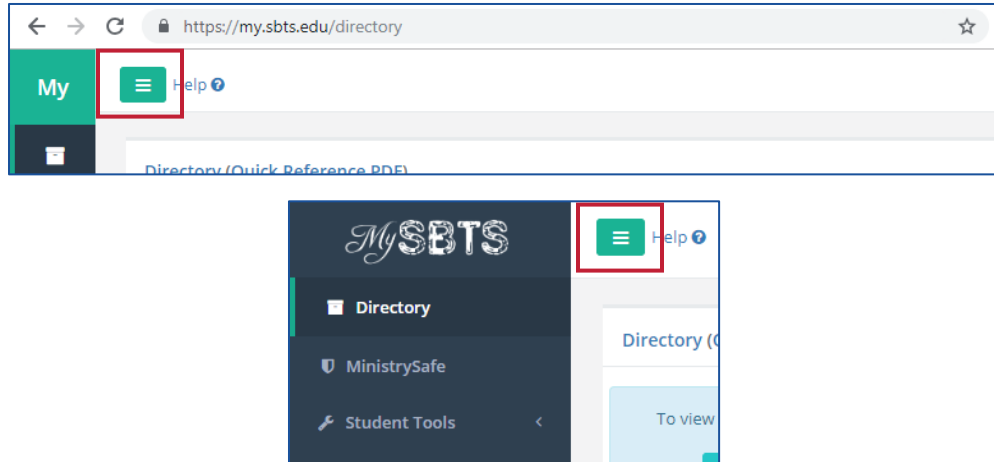 https://my.sbts.edu/directory
My
Help
Directory (Quick Reference PDF)
MySBTS
Help
Directory
Directory (
MinistrySafe
To view
Student Tools